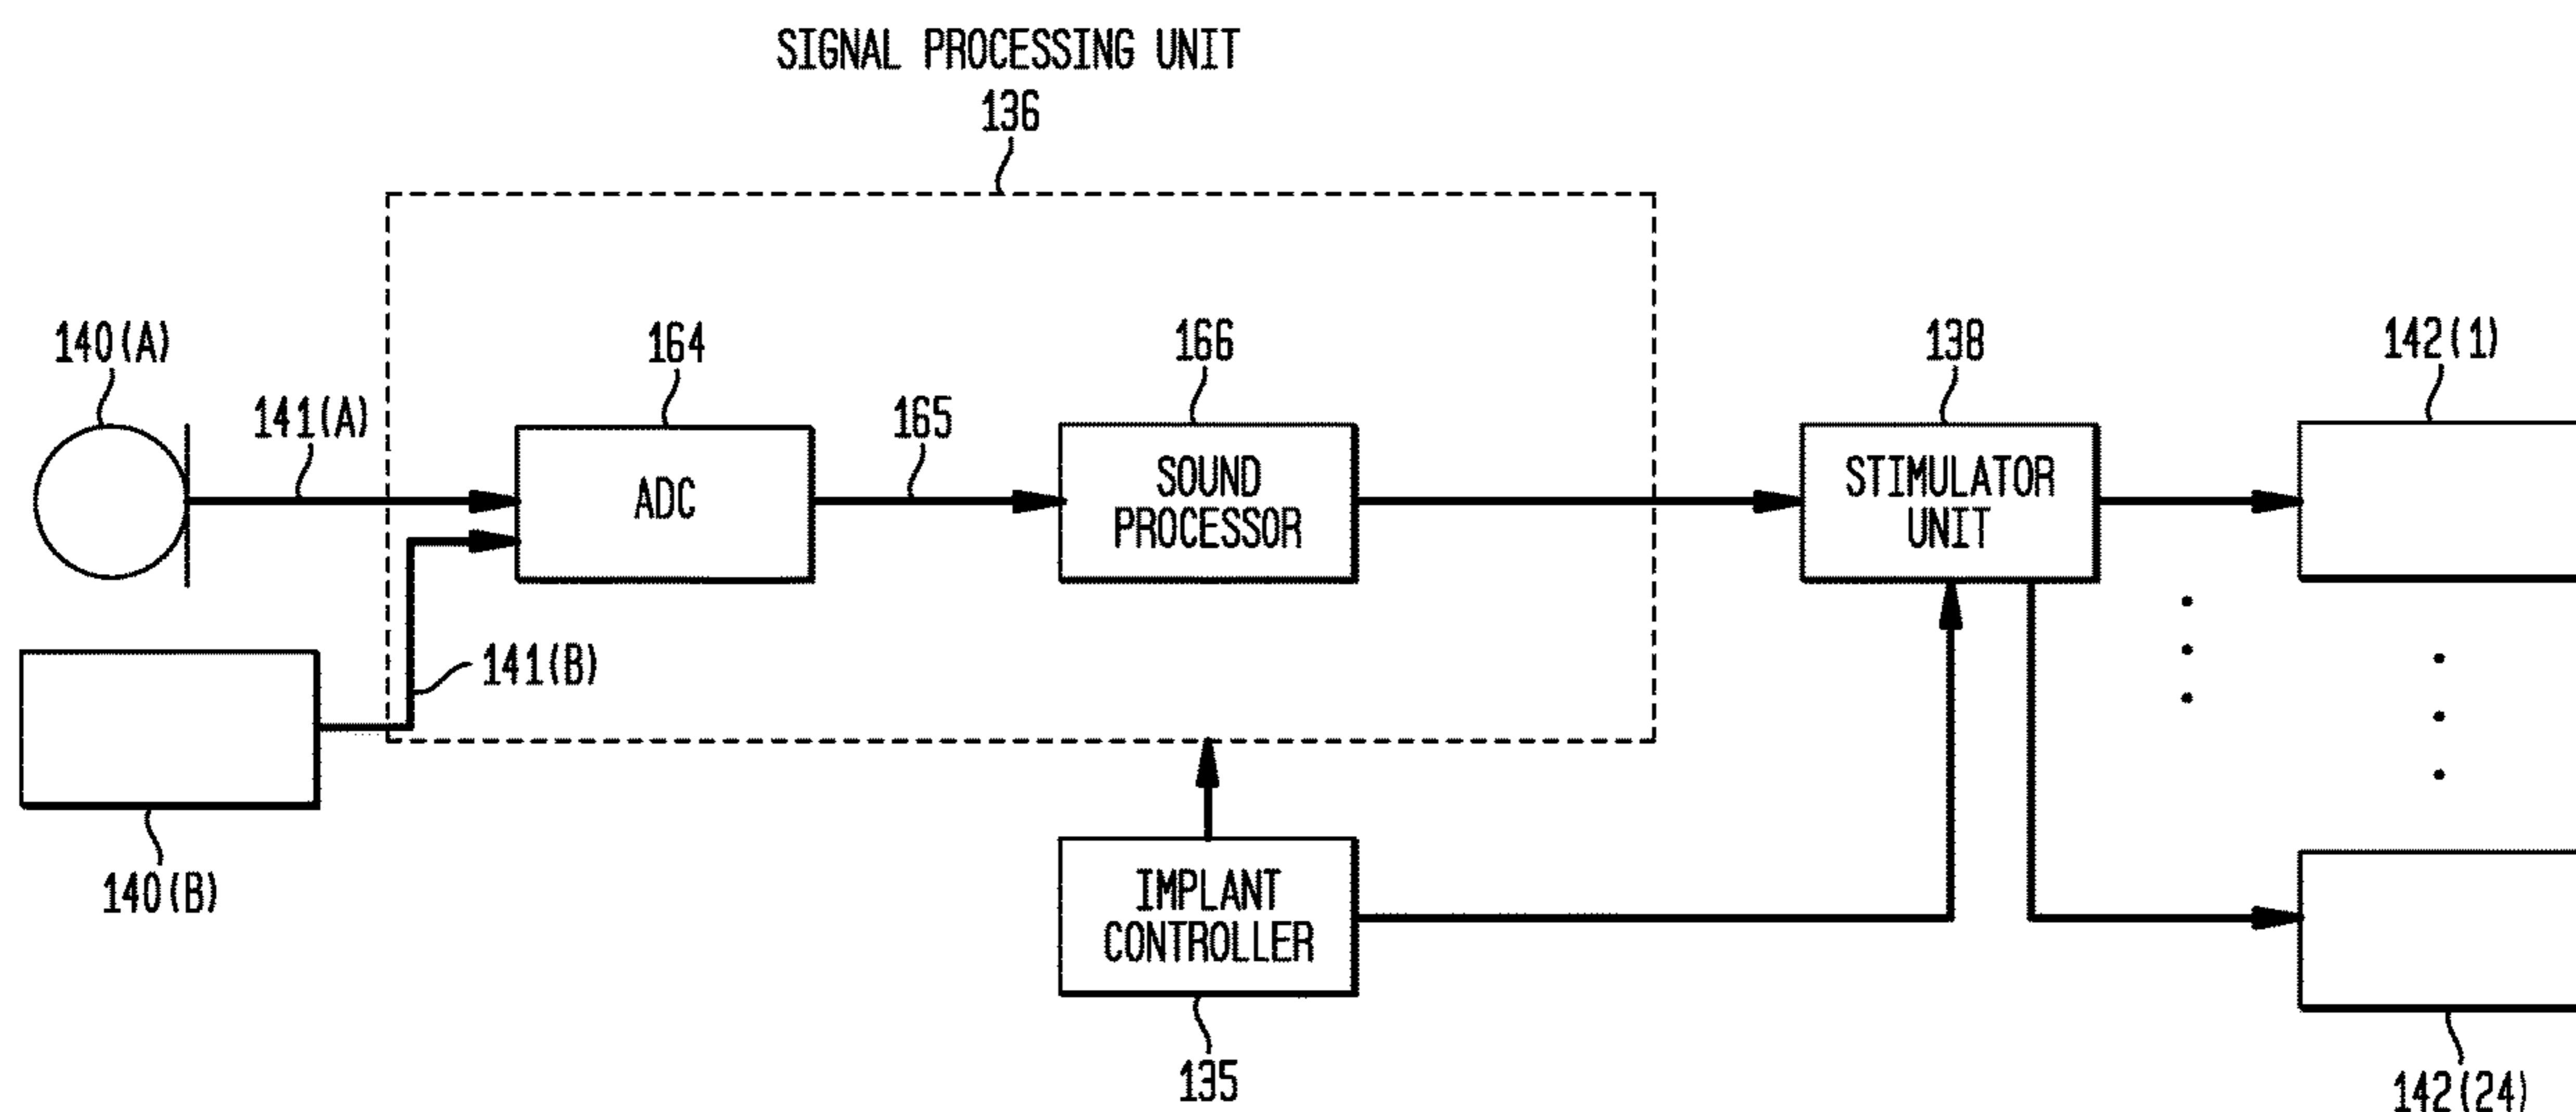 SIGNAL PROCESSING UNIT
136
140(A)
141(A)
164
165
166
138
142(1)
ADC
SOUND
PROCESSOR
STIMULATOR
UNIT
141(B)
140(B)
IMPLANT
CONTROLLER
135
142(24)